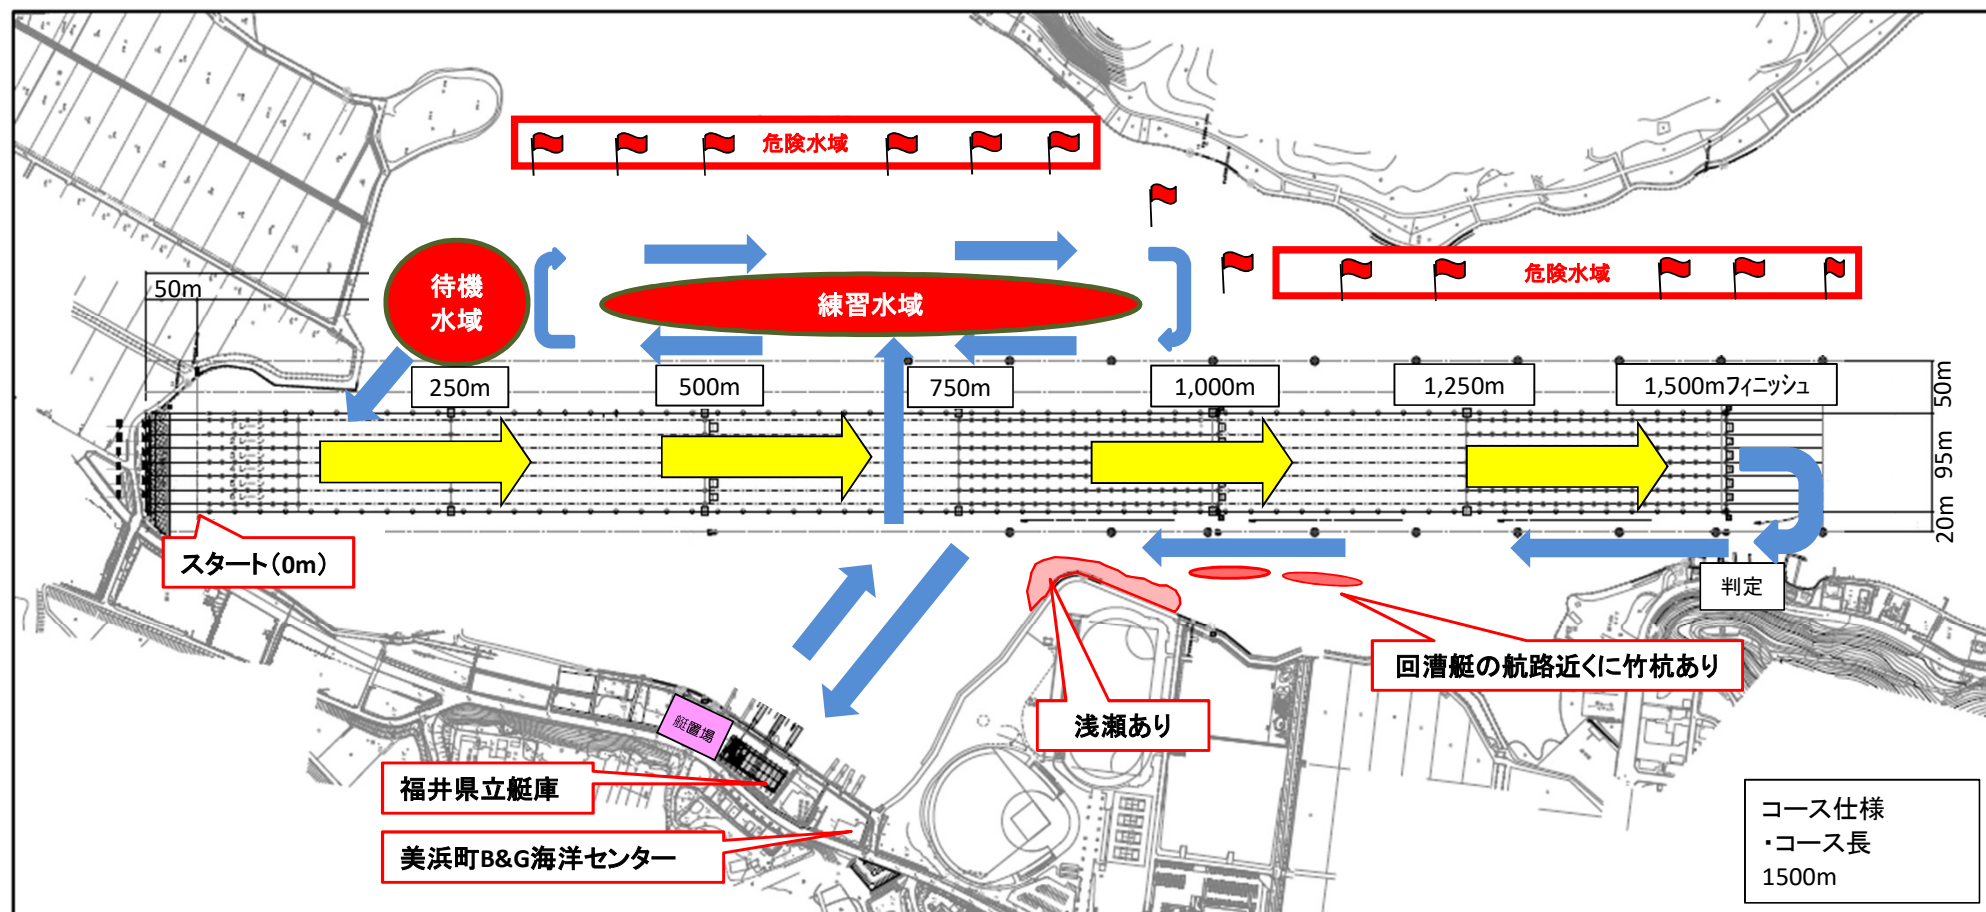 危険水域
危険水域
待機
水域
練習水域
50m
250m
500m
750m
1,000m
1,250m
1,500mフィニッシュ
50m
95m
20m
スタート（0m）
判定
回漕艇の航路近くに竹杭あり
浅瀬あり
艇置場
福井県立艇庫
美浜町B&G海洋センター
コース仕様
・コース長
1500m